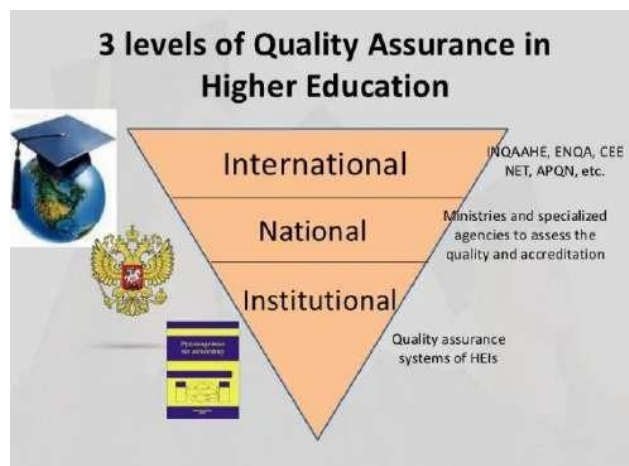 3 levels of Quality Assurance in
Higher Education
International
INQAAHE, ENQA, CEE
NET, APQN, etc.
National
Ministries and specialized
agencies to assess the
quality and accreditation
Institutional
Quality assurance
systems of HEIs